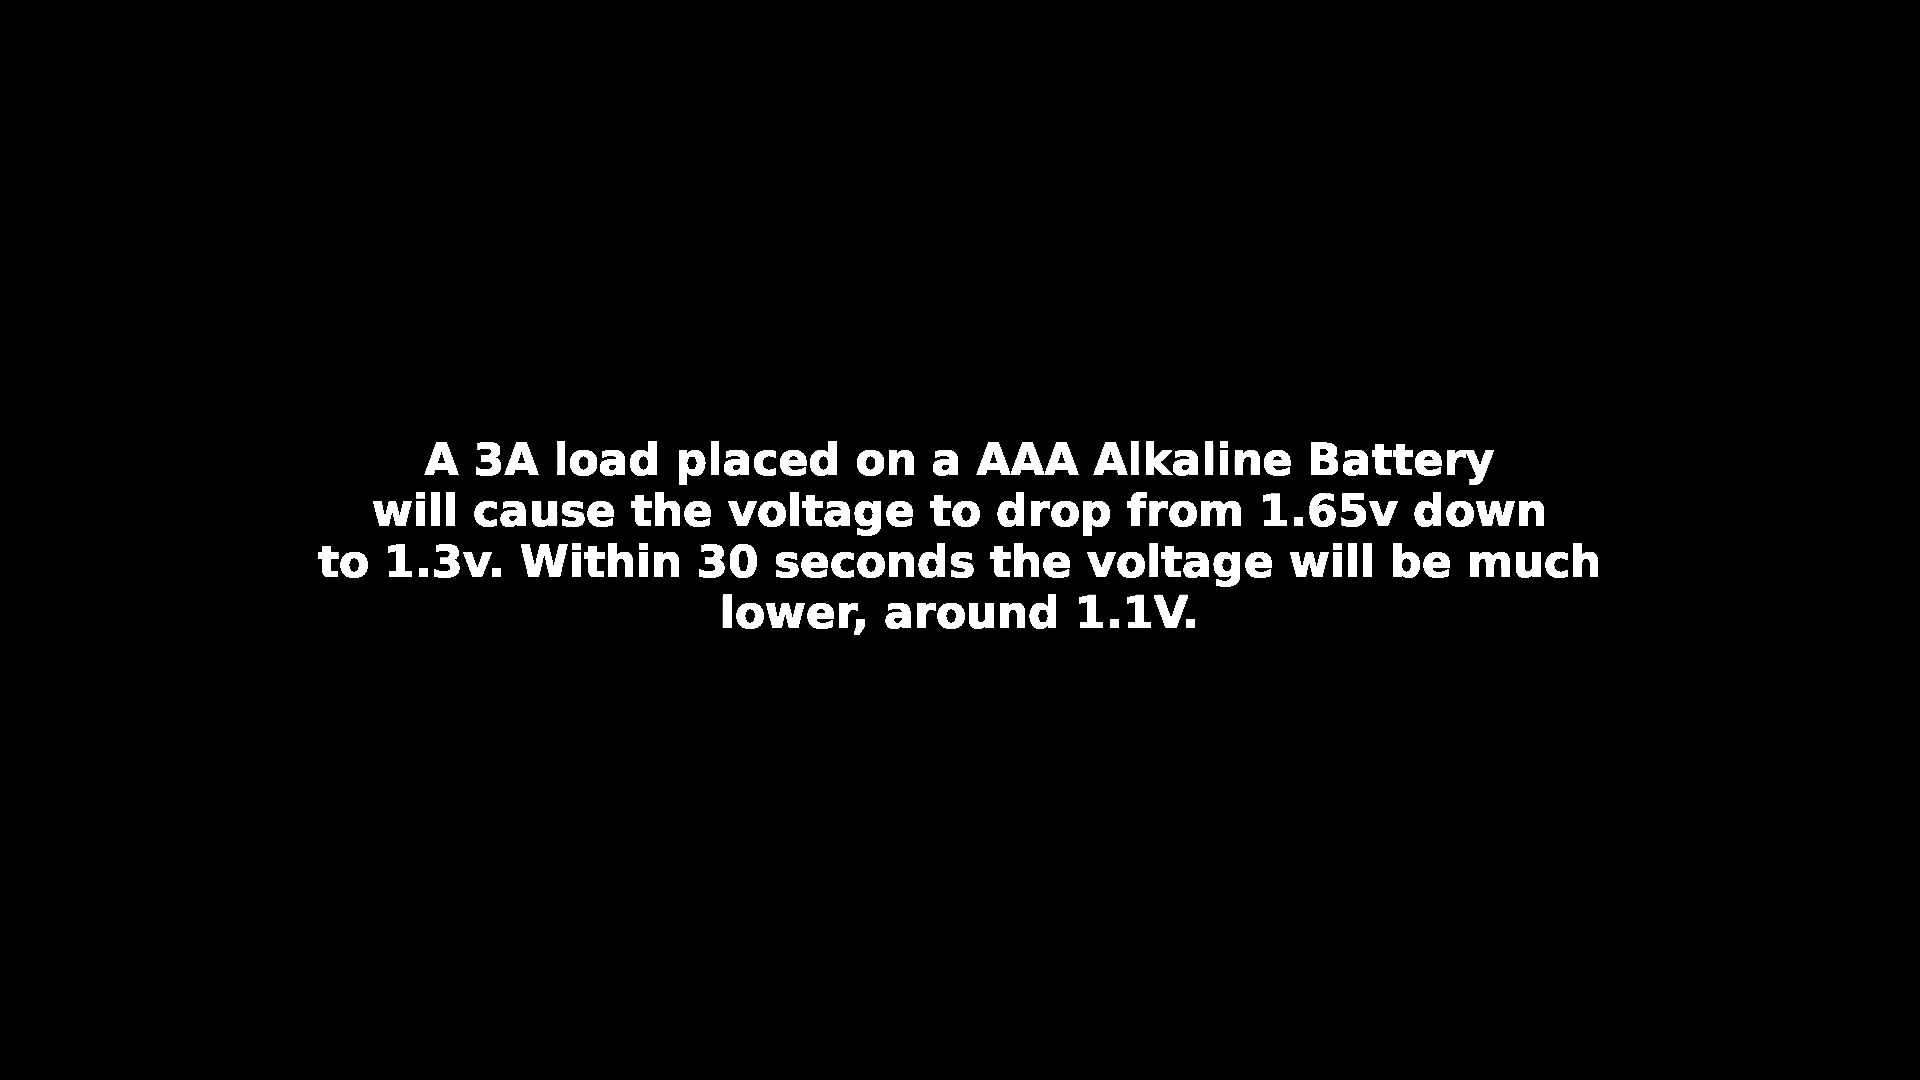 A 3A load placed on a AAA Alkaline Battery
will cause the voltage to drop from 1.65v down
to 1.3v. Within 30 seconds the voltage will be much
lower, around 1.1V.